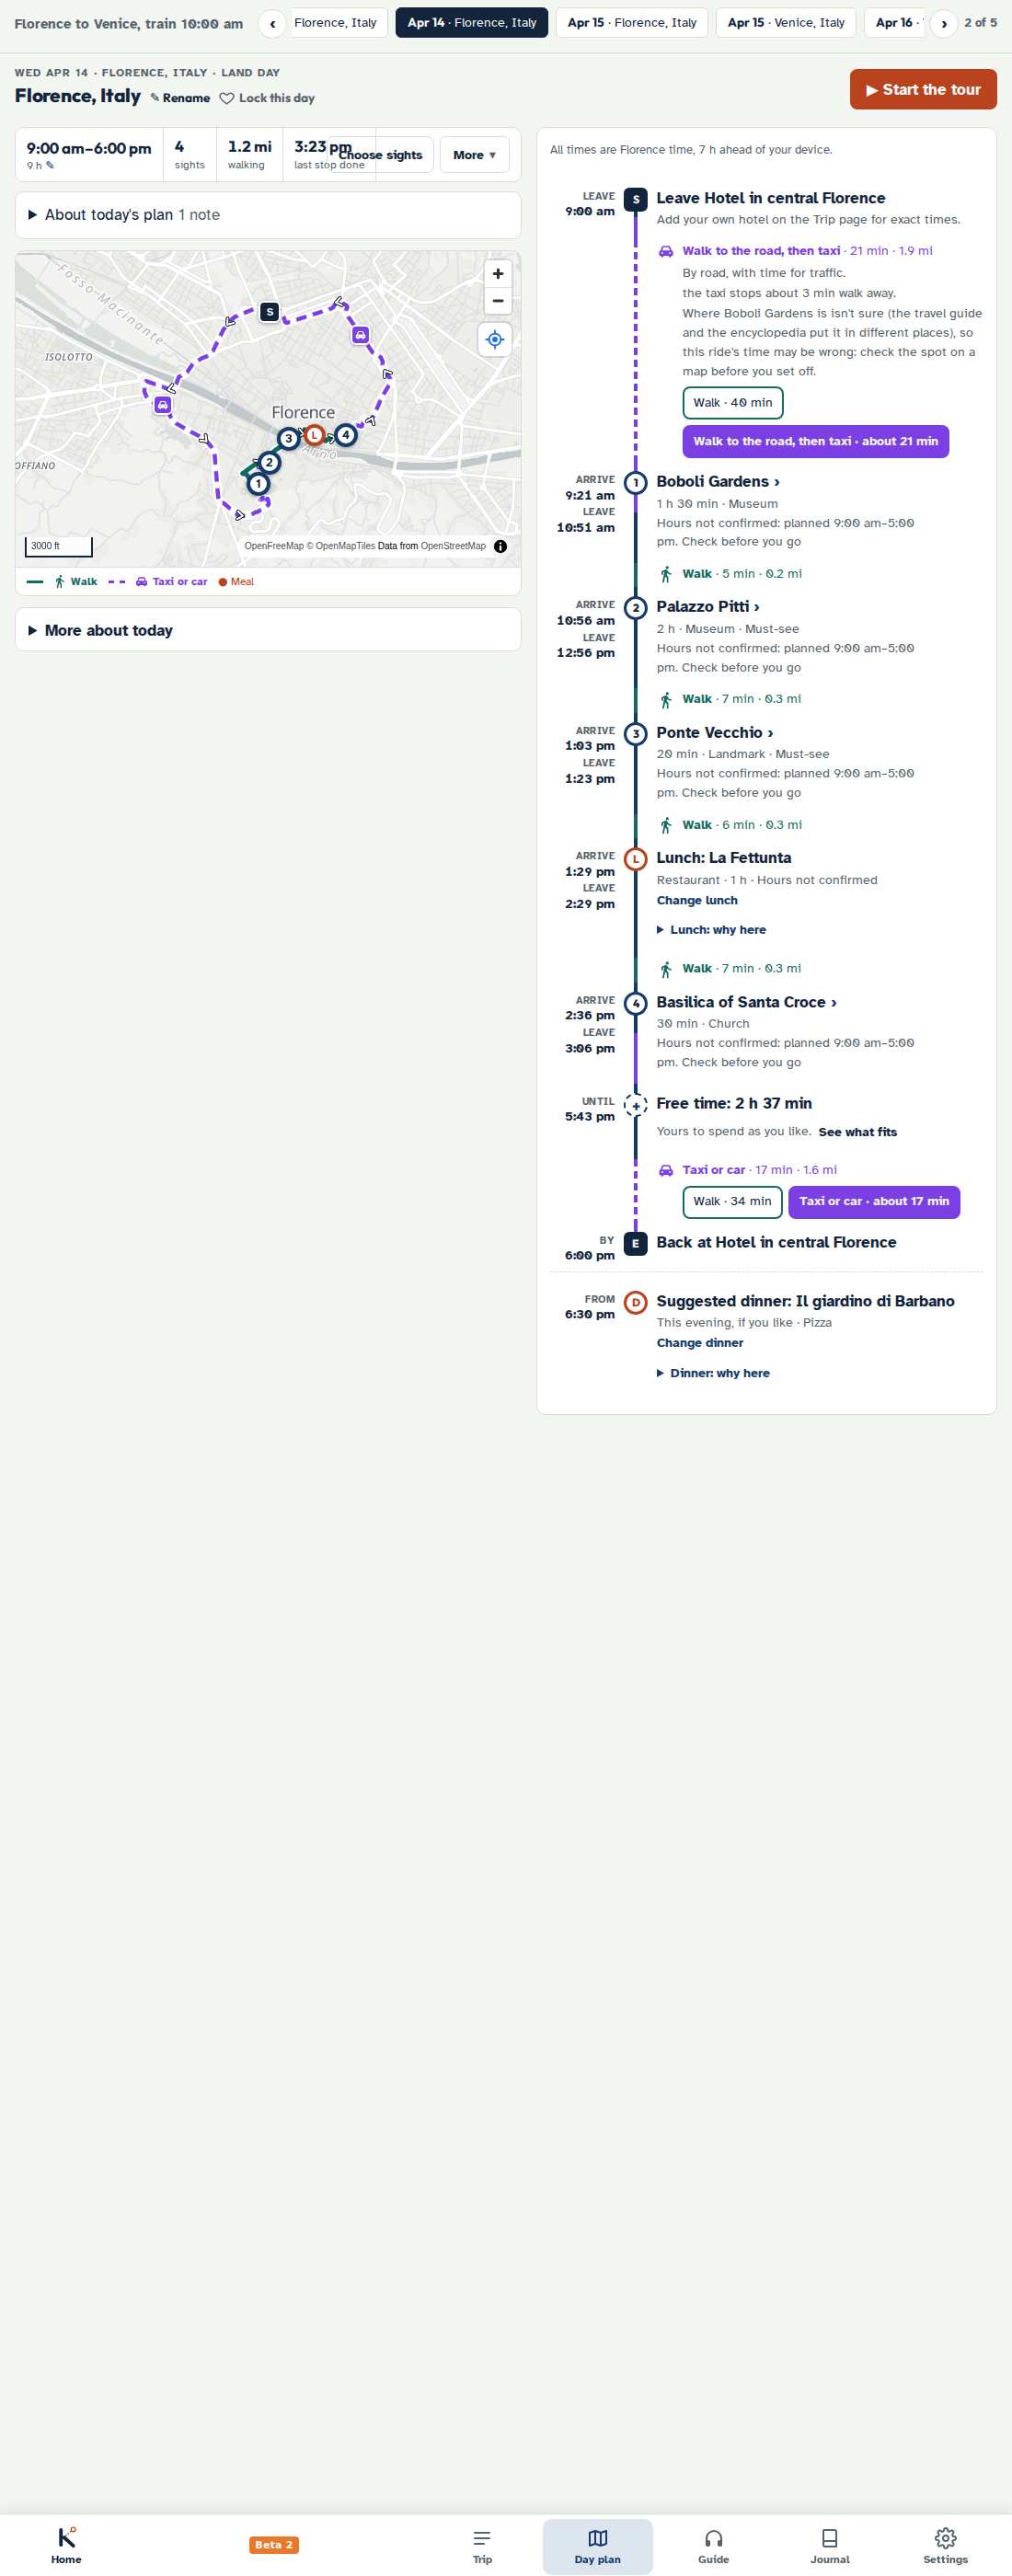 Florence to Venice, train 10:00 am
‹
Florence, Italy
Apr 14 · Florence, Italy
Apr 15 · Florence, Italy
Apr 15 · Venice, Italy
Apr 16 ·
›
2 of 5
WED APR 14 · FLORENCE, ITALY · LAND DAY
Florence, Italy ✎ Rename Lock this day
▶ Start the tour
9:00 am–6:00 pm
9 h ✎
4
sights
1.2 mi
walking
3:23 pm
last stop done
Choose sights
More ▼
▶ About today's plan 1 note
Fosso Macinante
ISOLOTTO
OFFIANO
Florence
Arno
S
3
L
4
2
1
+
−
3000 ft
OpenFreeMap © OpenMapTiles Data from OpenStreetMap
Walk
Taxi or car
Meal
▶ More about today
All times are Florence time, 7 h ahead of your device.
LEAVE
9:00 am
S
Leave Hotel in central Florence
Add your own hotel on the Trip page for exact times.
Walk to the road, then taxi · 21 min · 1.9 mi
By road, with time for traffic.
the taxi stops about 3 min walk away.
Where Boboli Gardens is isn't sure (the travel guide
and the encyclopedia put it in different places), so
this ride's time may be wrong: check the spot on a
map before you set off.
Walk · 40 min
Walk to the road, then taxi · about 21 min
ARRIVE
9:21 am
LEAVE
10:51 am
1
Boboli Gardens ›
1 h 30 min · Museum
Hours not confirmed: planned 9:00 am–5:00
pm. Check before you go
Walk · 5 min · 0.2 mi
ARRIVE
10:56 am
LEAVE
12:56 pm
2
Palazzo Pitti ›
2 h · Museum · Must-see
Hours not confirmed: planned 9:00 am–5:00
pm. Check before you go
Walk · 7 min · 0.3 mi
ARRIVE
1:03 pm
LEAVE
1:23 pm
3
Ponte Vecchio ›
20 min · Landmark · Must-see
Hours not confirmed: planned 9:00 am–5:00
pm. Check before you go
Walk · 6 min · 0.3 mi
ARRIVE
1:29 pm
LEAVE
2:29 pm
L
Lunch: La Fettunta
Restaurant · 1 h · Hours not confirmed
Change lunch
▶ Lunch: why here
Walk · 7 min · 0.3 mi
ARRIVE
2:36 pm
LEAVE
3:06 pm
4
Basilica of Santa Croce ›
30 min · Church
Hours not confirmed: planned 9:00 am–5:00
pm. Check before you go
UNTIL
5:43 pm
+
Free time: 2 h 37 min
Yours to spend as you like. See what fits
Taxi or car · 17 min · 1.6 mi
Walk · 34 min
Taxi or car · about 17 min
BY
6:00 pm
E
Back at Hotel in central Florence
FROM
6:30 pm
D
Suggested dinner: Il giardino di Barbano
This evening, if you like · Pizza
Change dinner
▶ Dinner: why here
Home
Beta 2
Trip
Day plan
Guide
Journal
Settings